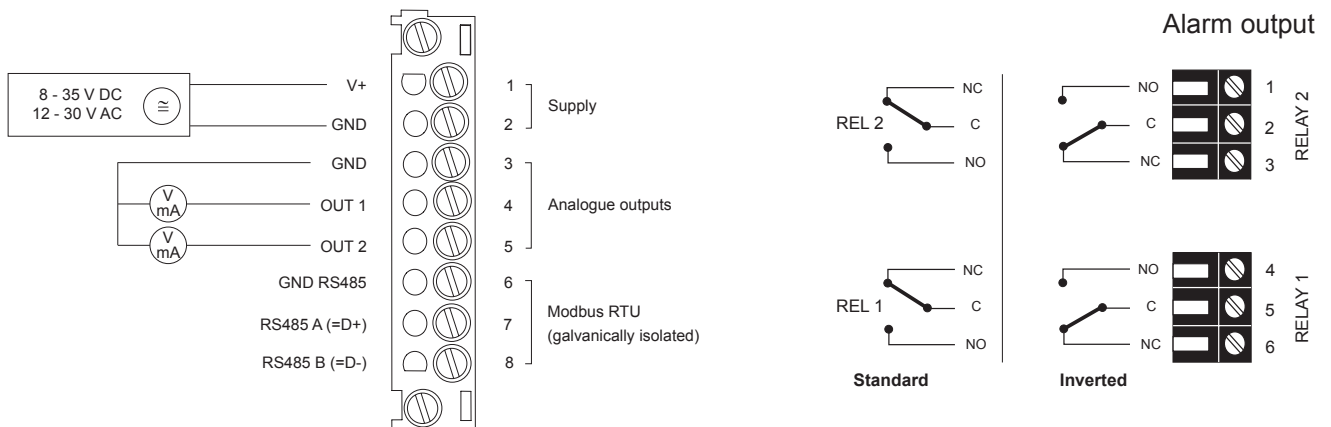 Alarm output
8 - 35 V DC
12 - 30 V AC
≅
V+
GND
GND
V
mA
OUT 1
V
mA
OUT 2
GND RS485
RS485 A (=D+)
RS485 B (=D-)
1
2
3
4
5
6
7
8
Supply
Analogue outputs
Modbus RTU
(galvanically isolated)
REL 2
NC
C
NO
NO
C
NC
1
2
3
RELAY 2
REL 1
NC
C
NO
NO
C
NC
4
5
6
RELAY 1
Standard
Inverted